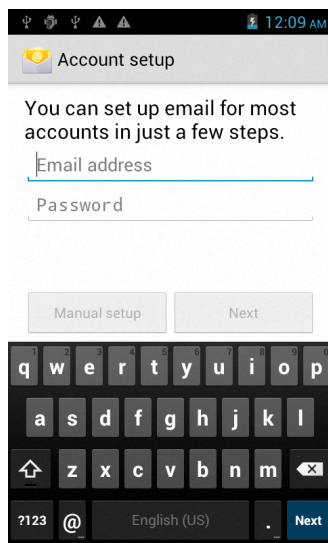 12:09 AM
Account setup
You can set up email for most
accounts in just a few steps.
Email address
Password
Manual setup
Next
1 2 3 4 5 6 7 8 9 0
q w e r t y u i o p
a s d f g h j k l
z x c v b n m
?123 @ English (US) . Next